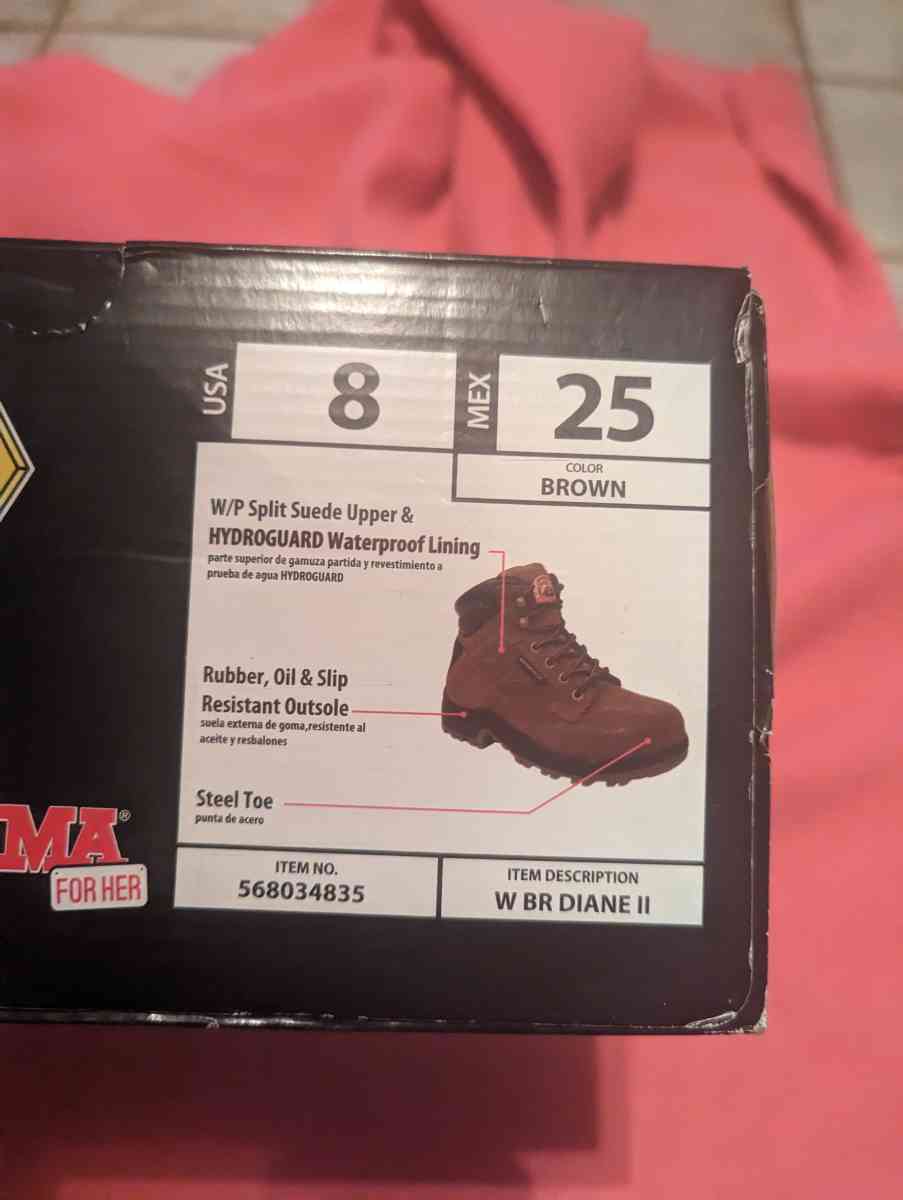 USA
8
MEX
25
COLOR
BROWN
W/P Split Suede Upper &
HYDROGUARD Waterproof Lining
parte superior de gamuza partida y revestimiento a
prueba de agua HYDROGUARD
Rubber, Oil & Slip
Resistant Outsole
suela externa de goma,resistente al
aceite y resbalones
Steel Toe
punta de acero
MA®
FOR HER
ITEM NO.
568034835
ITEM DESCRIPTION
W BR DIANE II